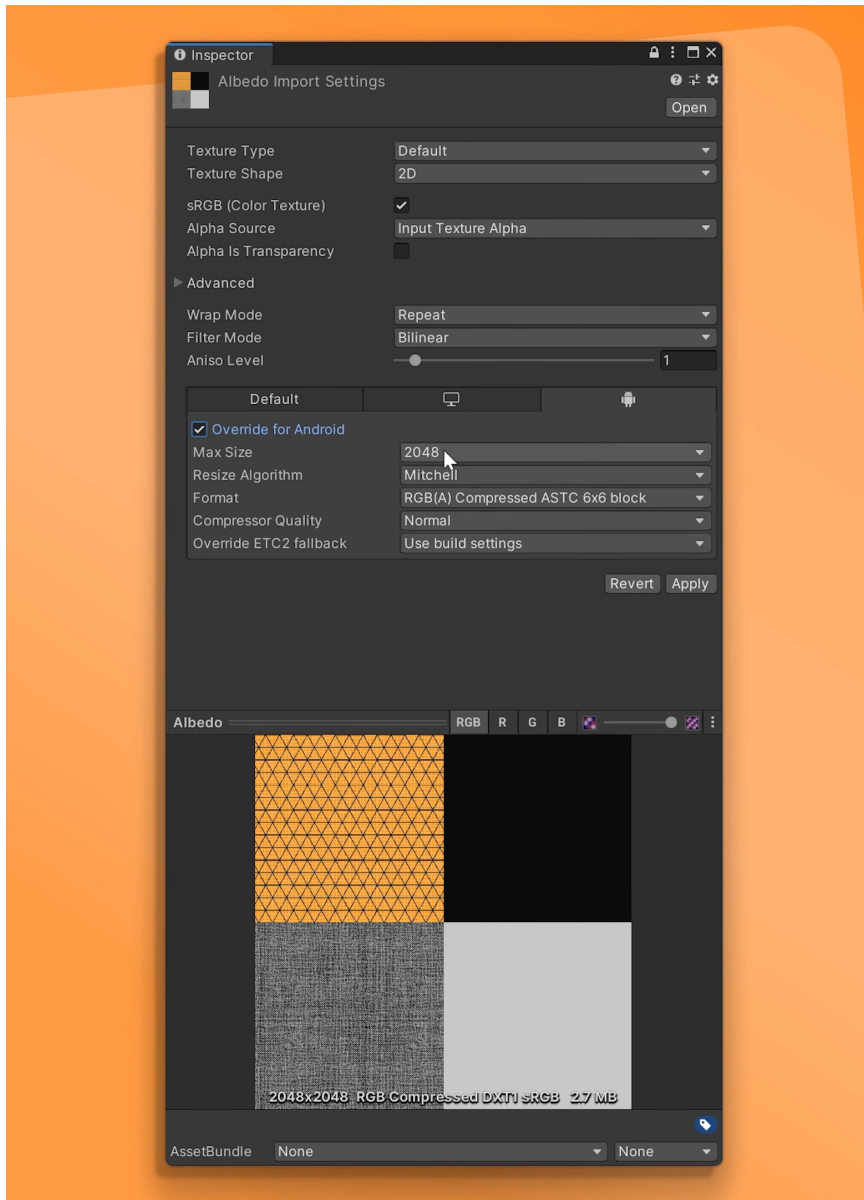 Inspector
Albedo Import Settings
Open
Texture Type Default
Texture Shape 2D
sRGB (Color Texture)
Alpha Source Input Texture Alpha
Alpha Is Transparency
Advanced
Wrap Mode Repeat
Filter Mode Bilinear
Aniso Level 1
Default
Override for Android
Max Size 2048
Resize Algorithm Mitchell
Format RGB(A) Compressed ASTC 6x6 block
Compressor Quality Normal
Override ETC2 fallback Use build settings
Revert Apply
Albedo RGB R G B
2048x2048 RGB Compressed DXT1 sRGB 2.7 MB
AssetBundle None None